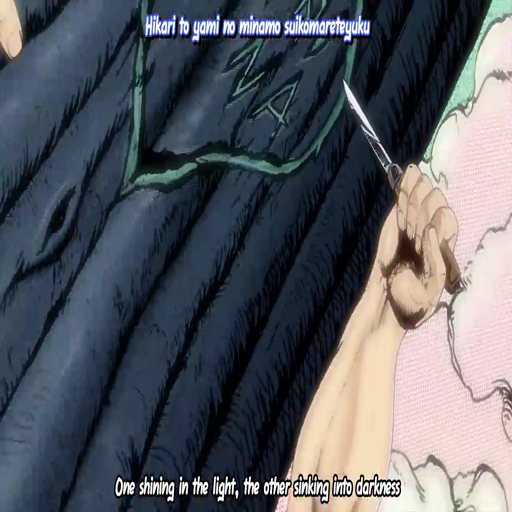 Hikari to yami no minamo suikomareteyuku
One shining in the light, the other sinking into darkness